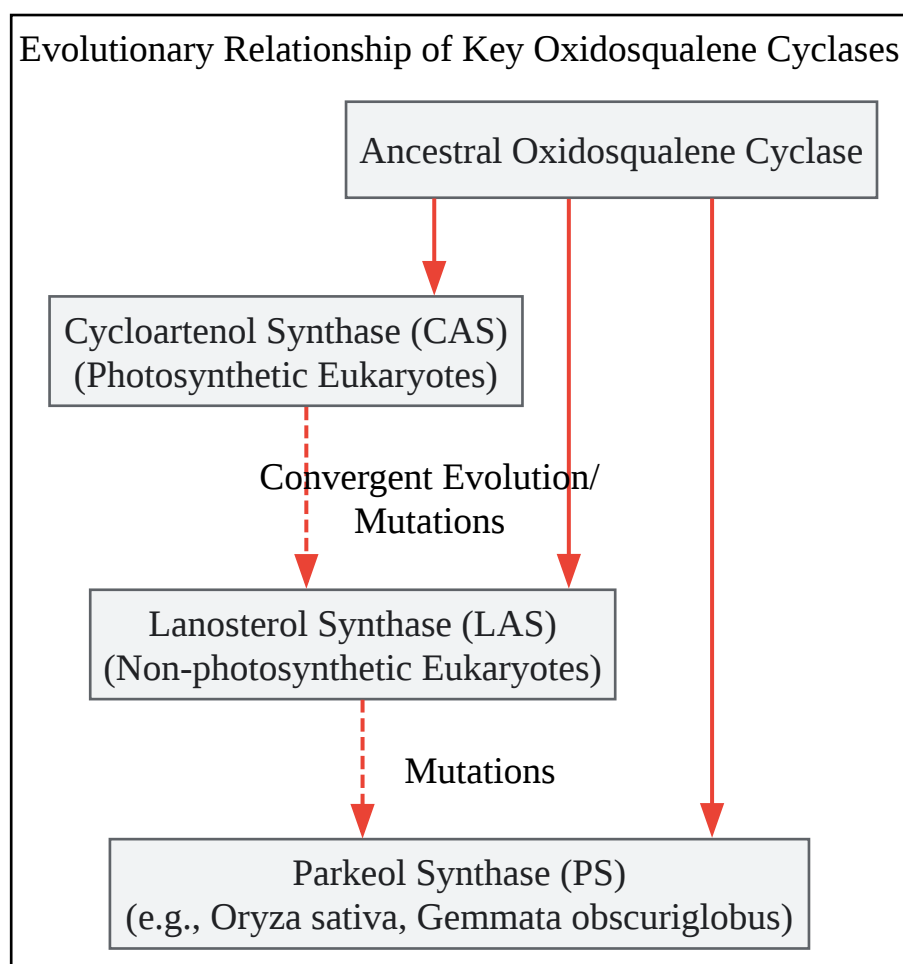 Evolutionary Relationship of Key Oxidosqualene Cyclases
Ancestral Oxidosqualene Cyclase
Cycloartenol Synthase (CAS)
(Photosynthetic Eukaryotes)
Convergent Evolution/
Mutations
Lanosterol Synthase (LAS)
(Non-photosynthetic Eukaryotes)
Mutations
Parkeol Synthase (PS)
(e.g., Oryza sativa, Gemmata obscuriglobus)